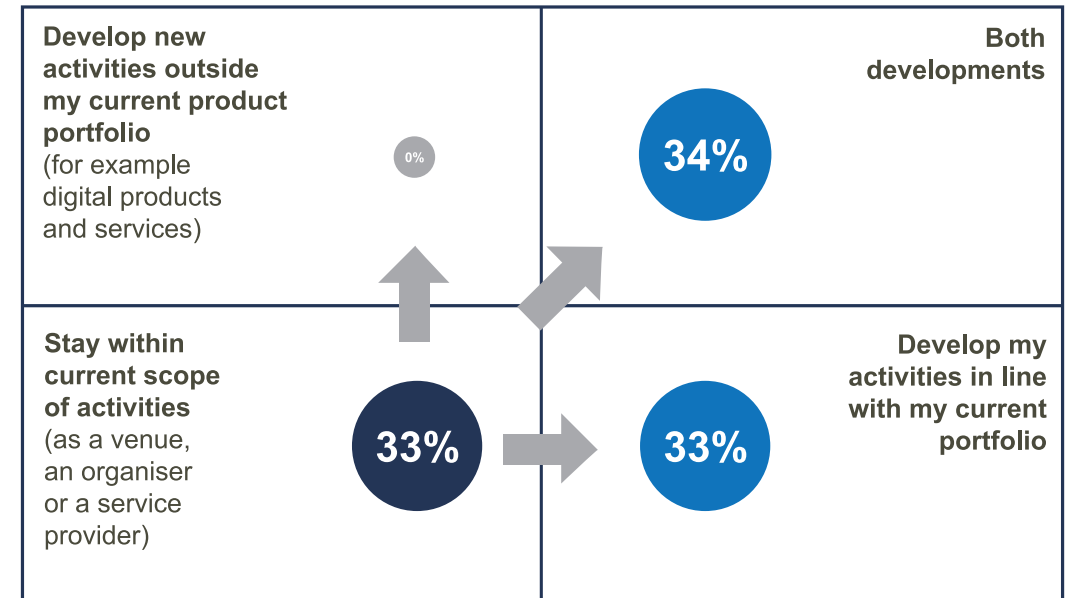 Develop new
activities outside
my current product
portfolio
(for example
digital products
and services)
0%
Both
developments
34%
Stay within
current scope
of activities
(as a venue,
an organiser
or a service
provider)
33%
Develop my
activities in line
with my current
portfolio
33%